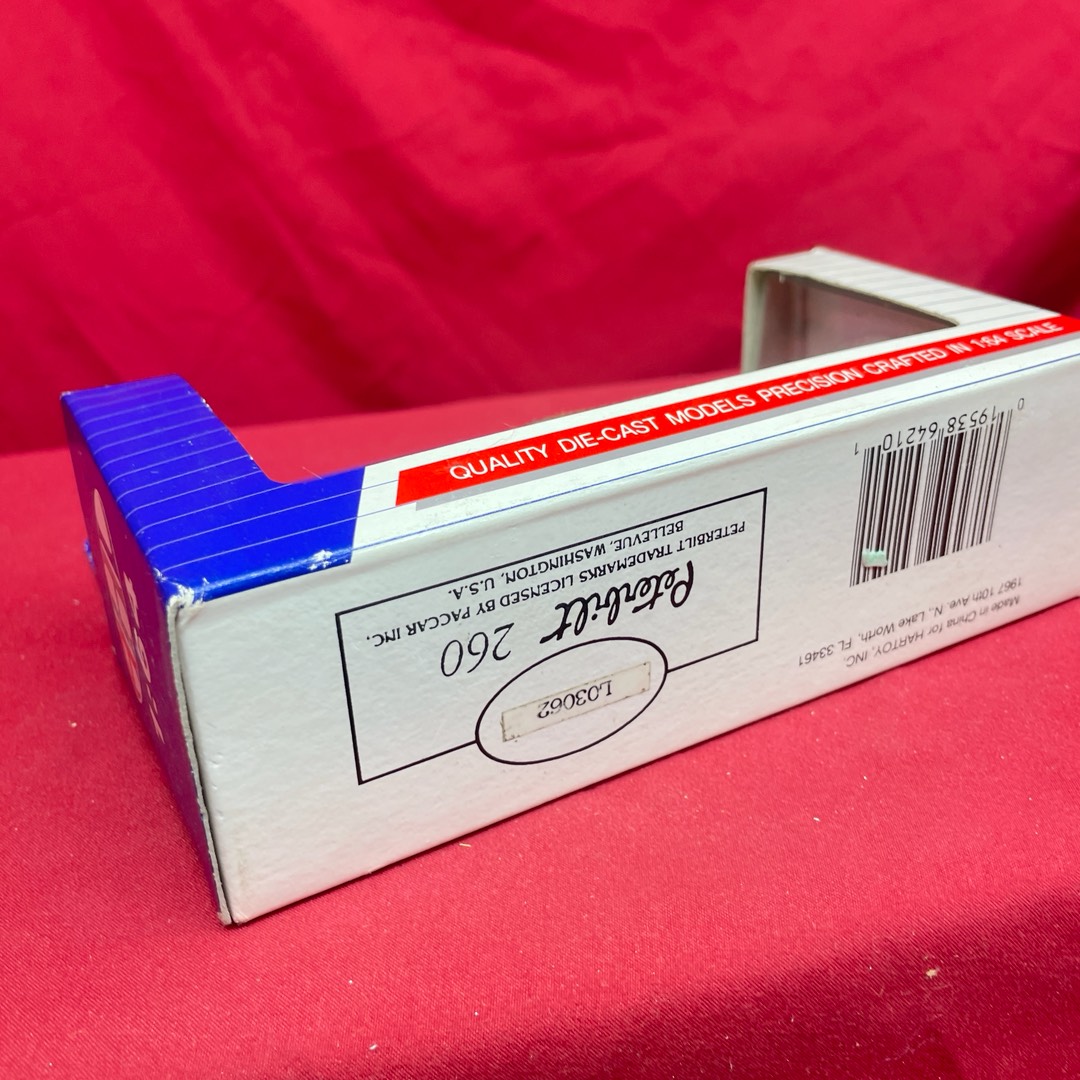 QUALITY DIE-CAST MODELS PRECISION CRAFTED IN 1:64 SCALE
L03062
Peterbilt 260
PETERBILT TRADEMARKS LICENSED BY PACCAR INC.
BELLEVUE, WASHINGTON, U.S.A.
Made in China for HARTOY, INC.
1967 10th Ave. N., Lake Worth, FL 33461
0 19538 64210 1